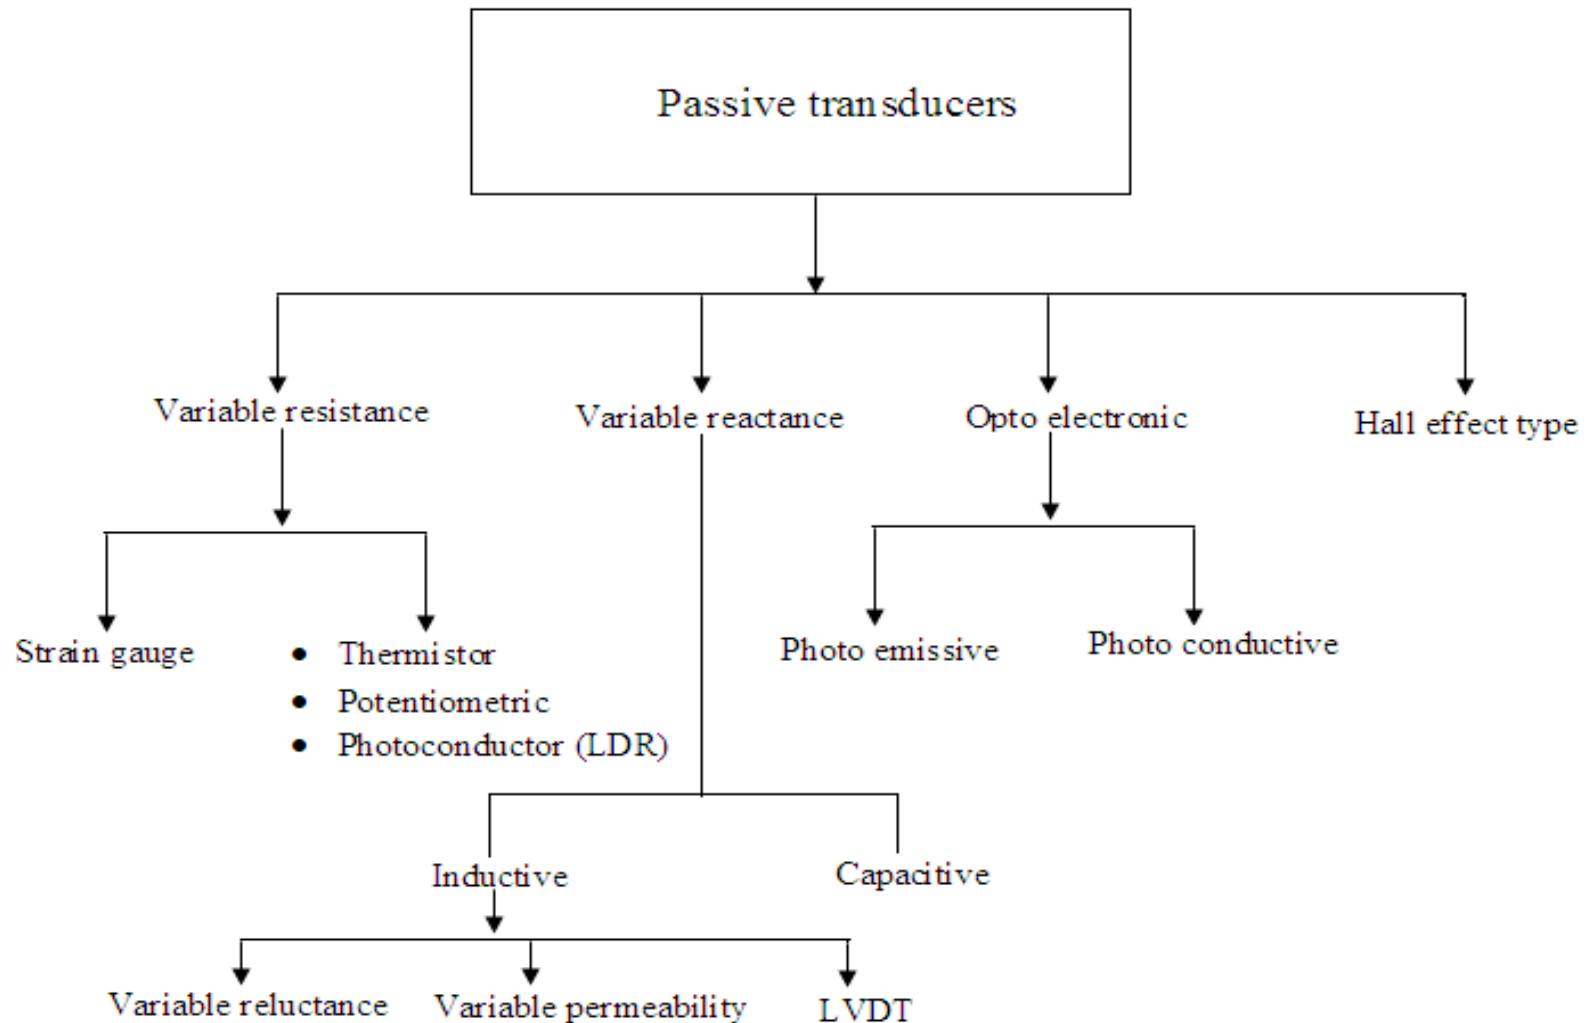 Passive transducers
Variable resistance
Variable reactance
Opto electronic
Hall effect type
Strain gauge
• Thermistor
• Potentiometric
• Photoconductor (LDR)
Photo emissive
Photo conductive
Inductive
Capacitive
Variable reluctance
Variable permeability
LVDT